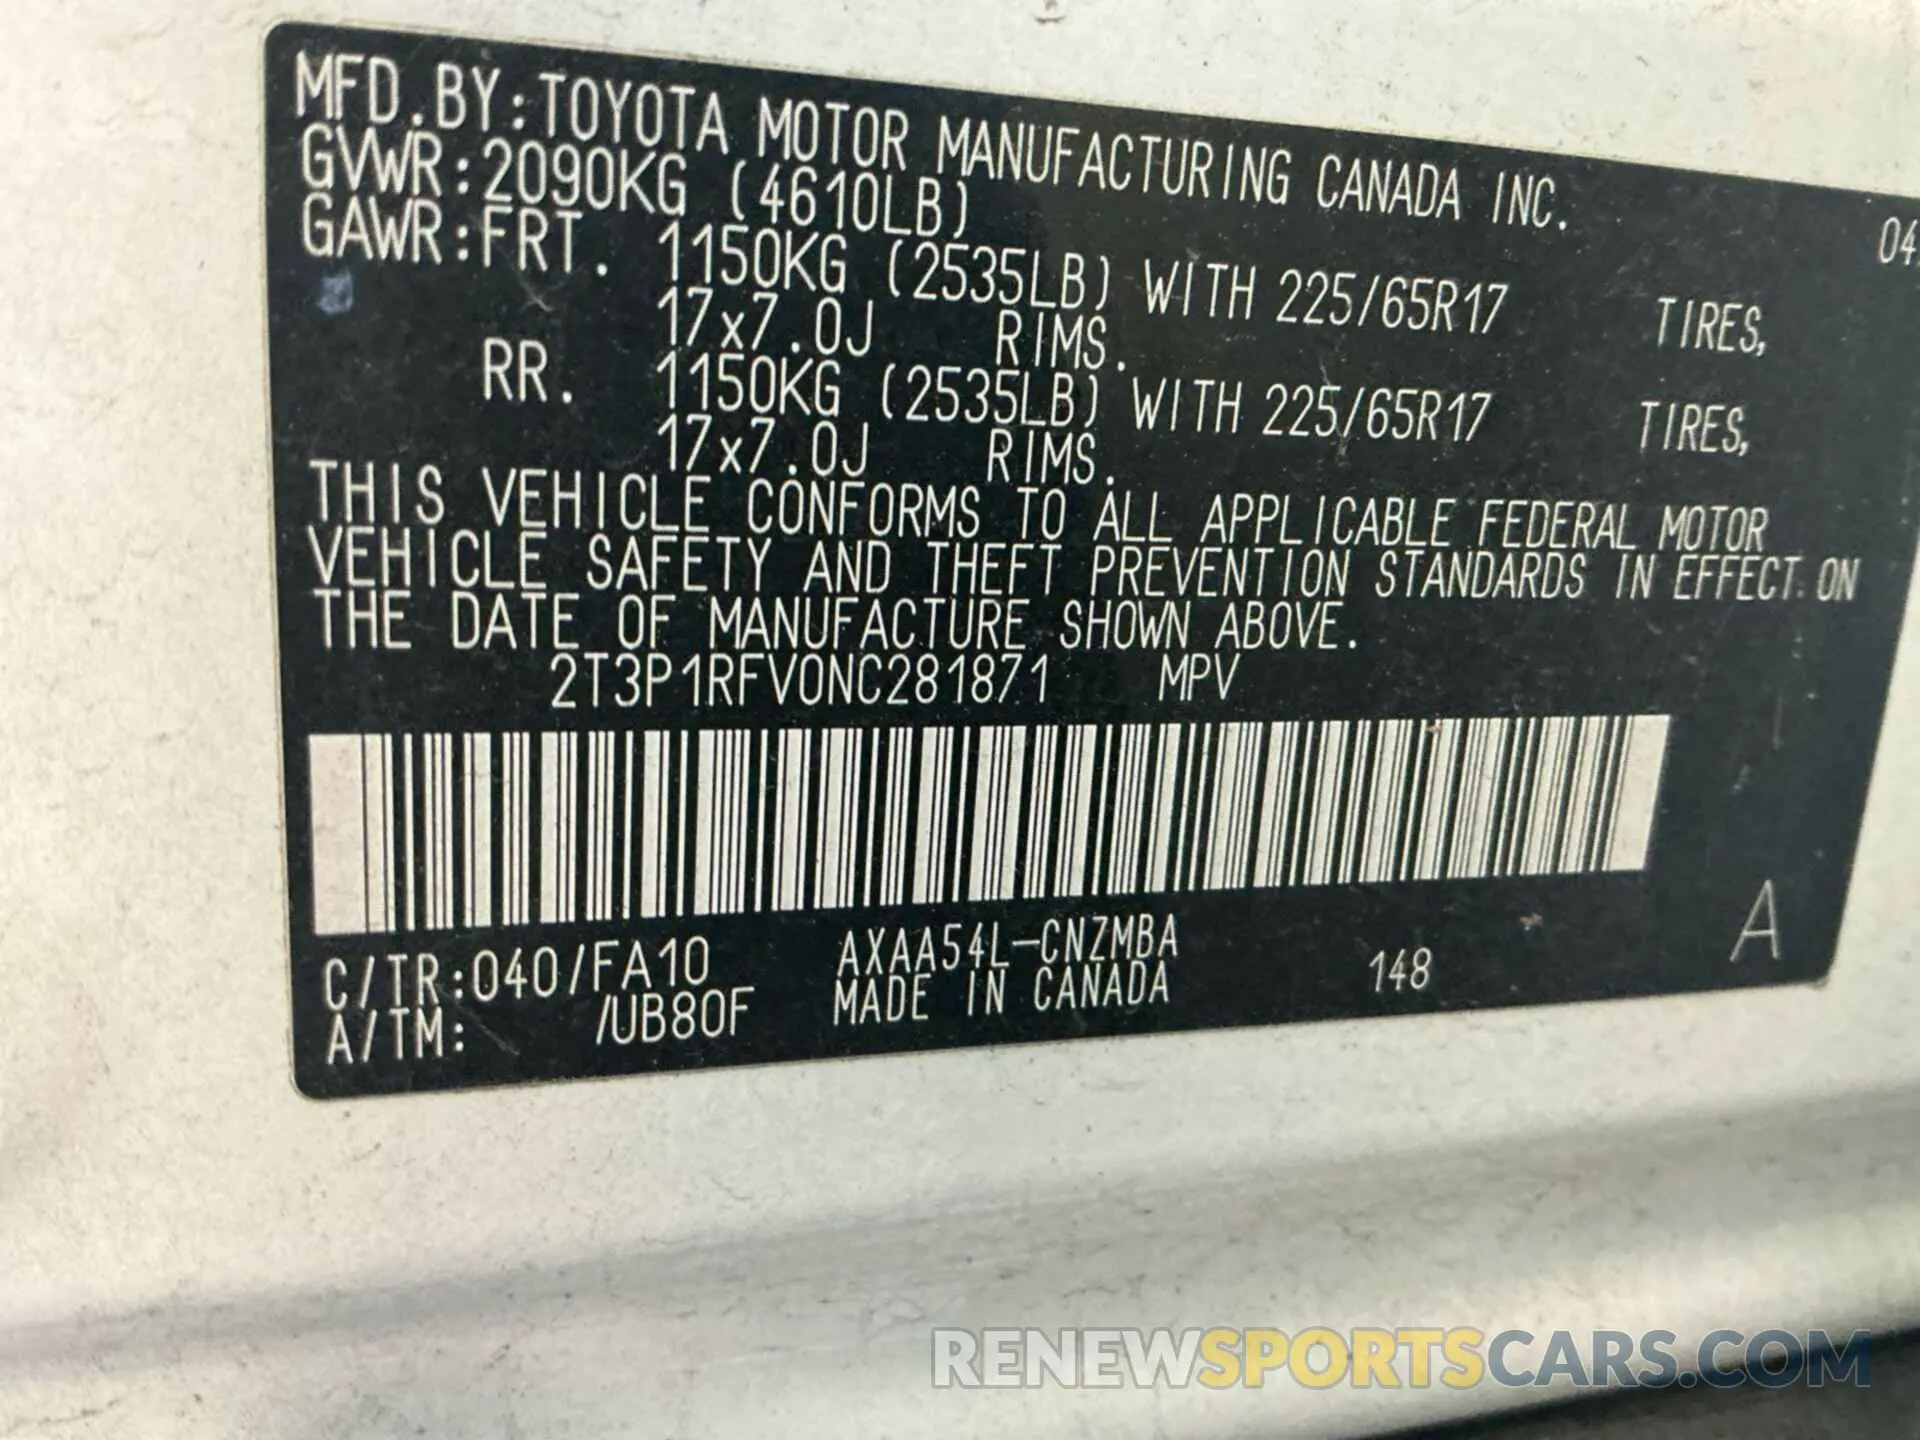 MFD.BY:TOYOTA MOTOR MANUFACTURING CANADA INC.
GVWR:2090KG (4610LB) 04
GAWR:FRT. 1150KG (2535LB) WITH 225/65R17 TIRES,
17x7.0J RIMS.
RR. 1150KG (2535LB) WITH 225/65R17 TIRES,
17x7.0J RIMS.
THIS VEHICLE CONFORMS TO ALL APPLICABLE FEDERAL MOTOR
VEHICLE SAFETY AND THEFT PREVENTION STANDARDS IN EFFECT ON
THE DATE OF MANUFACTURE SHOWN ABOVE.
2T3P1RFV0NC281871 MPV
C/TR:040/FA10 AXAA54L-CNZMBA 148 A
A/TM: /UB80F MADE IN CANADA
RENEWSPORTSCARS.COM